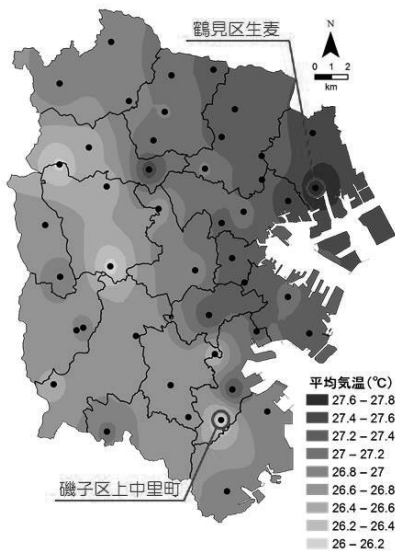 鶴見区生麦
N
0 1 2
km
平均気温(℃)
27.6 – 27.8
27.4 – 27.6
27.2 – 27.4
27 – 27.2
26.8 – 27
26.6 – 26.8
26.4 – 26.6
26.2 – 26.4
26 – 26.2
磯子区上中里町